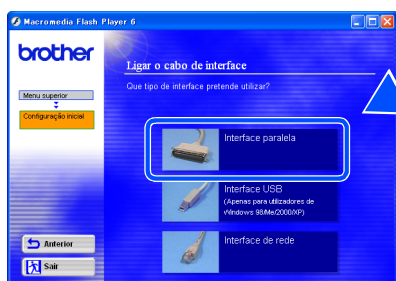 Macromedia Flash Player 6
brother
Ligar o cabo de interface
Que tipo de interface pretende utilizar?
Menu superior
Configuração inicial
Interface paralela
Interface USB
(Apenas para utilizadores de
Windows 98/Me/2000/XP)
Interface de rede
Anterior
Sair